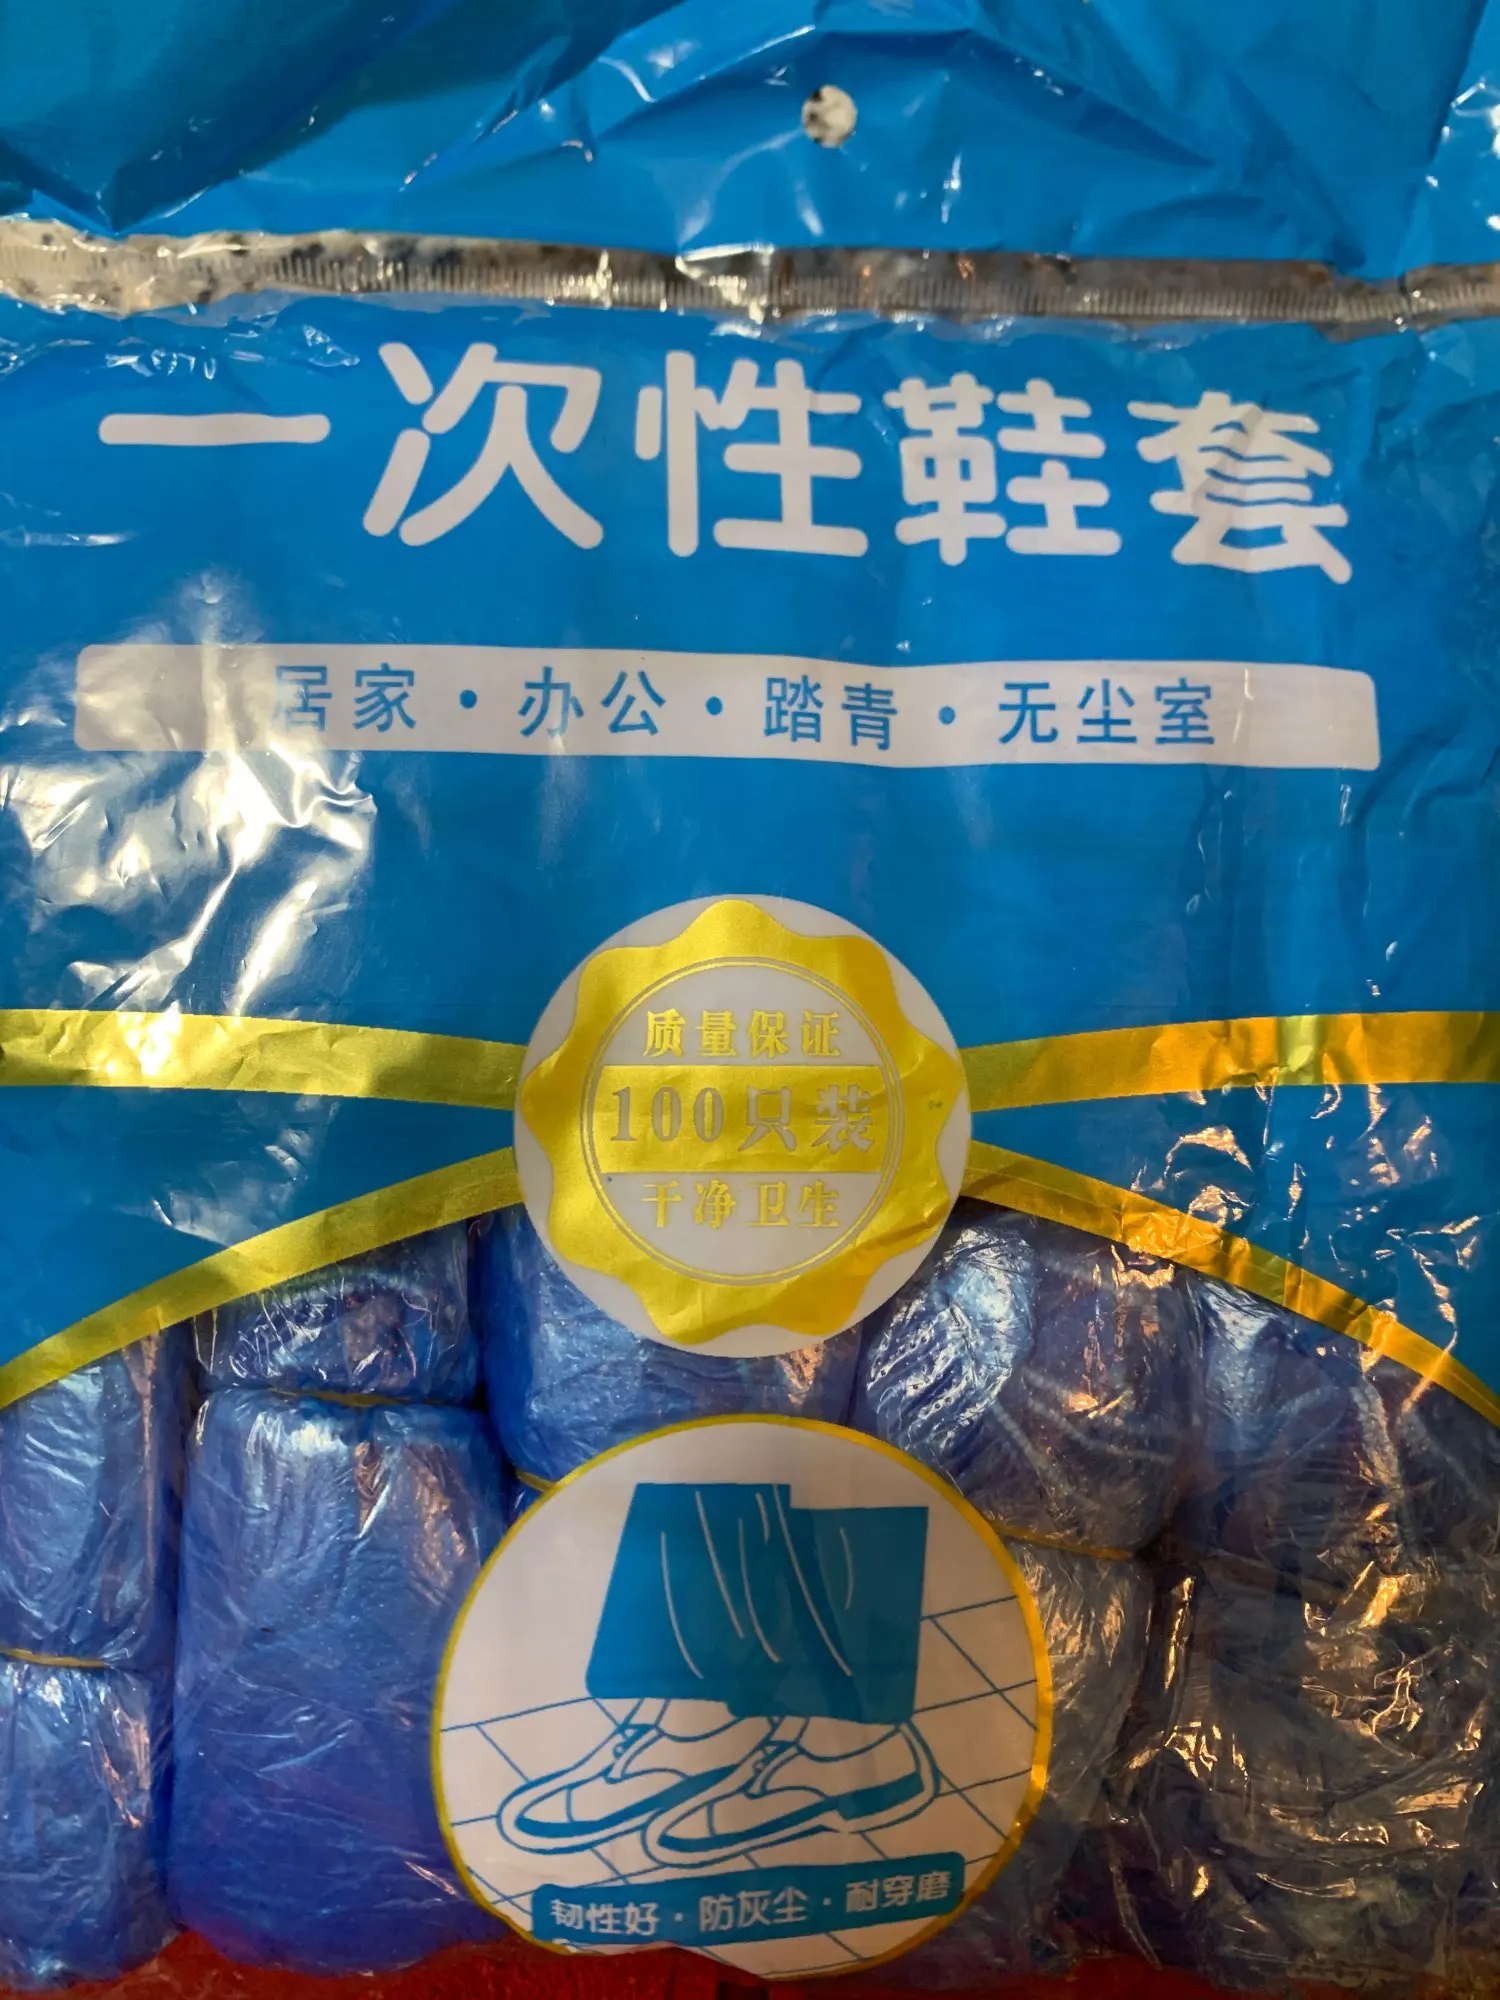 一次性鞋套
居家·办公·踏青·无尘室
质量保证
100只装
干净卫生
韧性好·防灰尘·耐穿磨